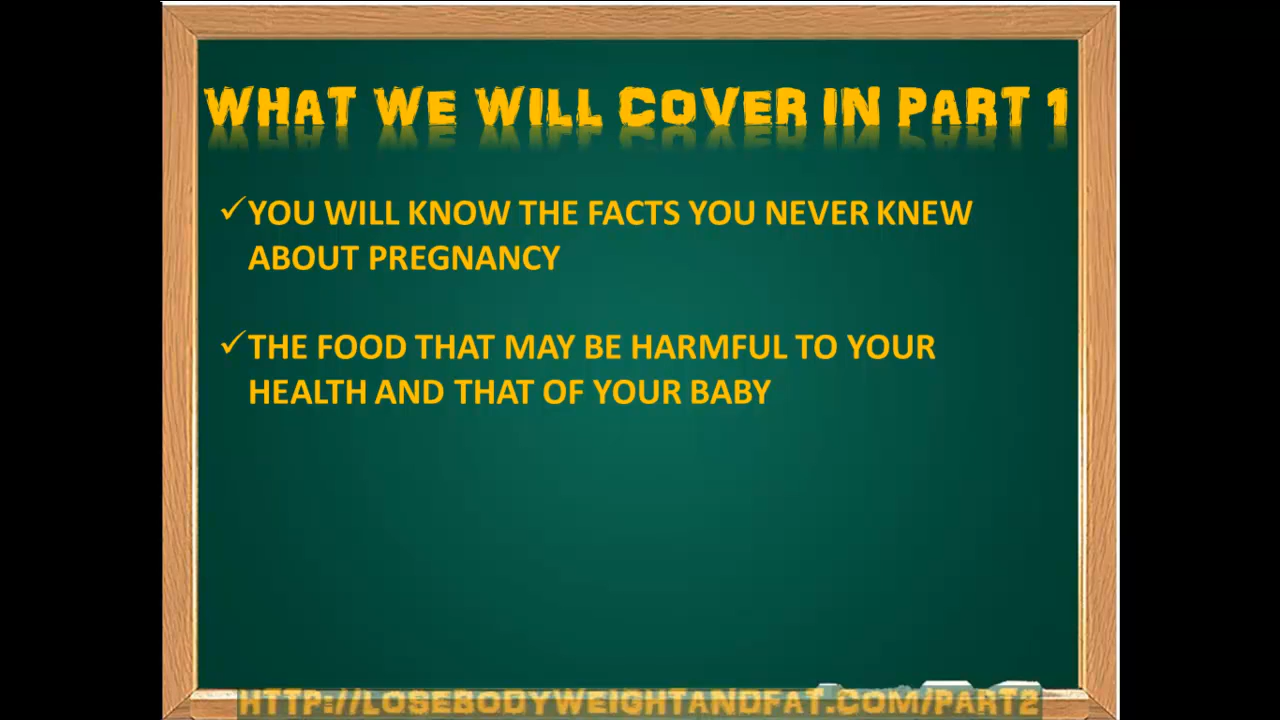 WHAT WE WILL COVER IN PART 1
✓YOU WILL KNOW THE FACTS YOU NEVER KNEW
ABOUT PREGNANCY
✓THE FOOD THAT MAY BE HARMFUL TO YOUR
HEALTH AND THAT OF YOUR BABY
HTTP://LOSEBODYWEIGHTANDFAT.COM/PART2